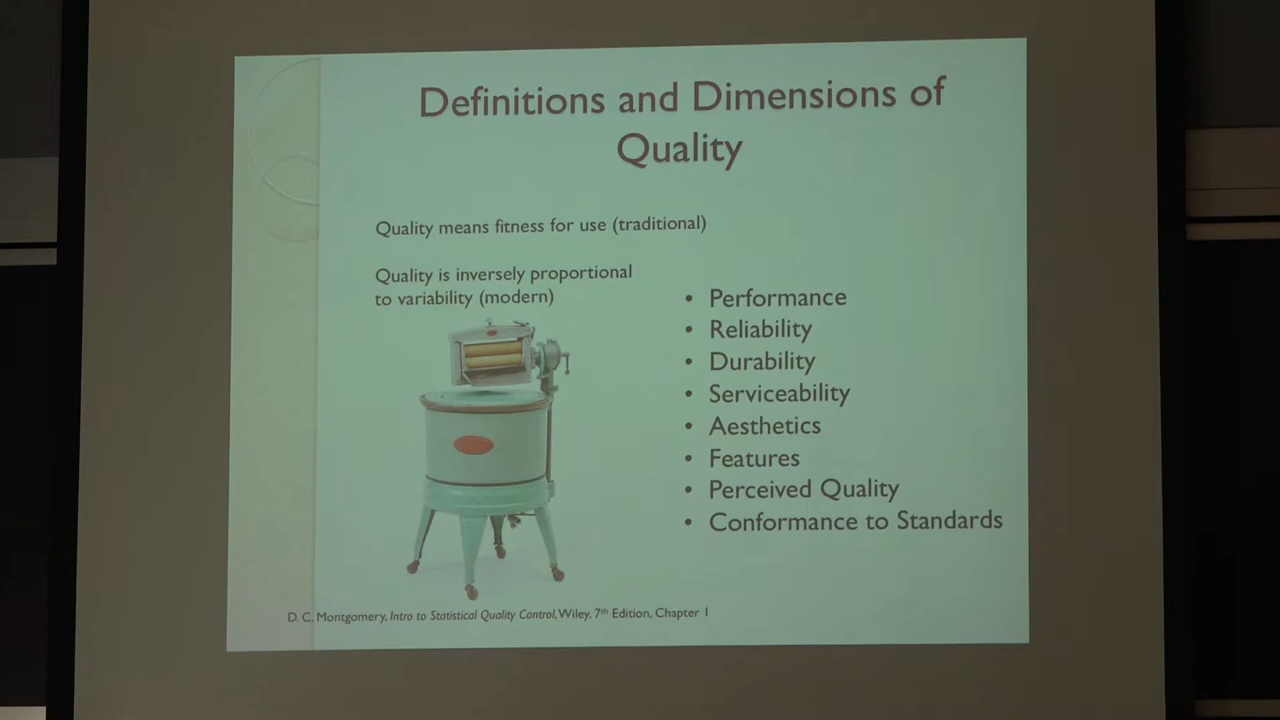 Definitions and Dimensions of
Quality
Quality means fitness for use (traditional)
Quality is inversely proportional
to variability (modern)
• Performance
• Reliability
• Durability
• Serviceability
• Aesthetics
• Features
• Perceived Quality
• Conformance to Standards
D. C. Montgomery, Intro to Statistical Quality Control, Wiley, 7th Edition, Chapter 1